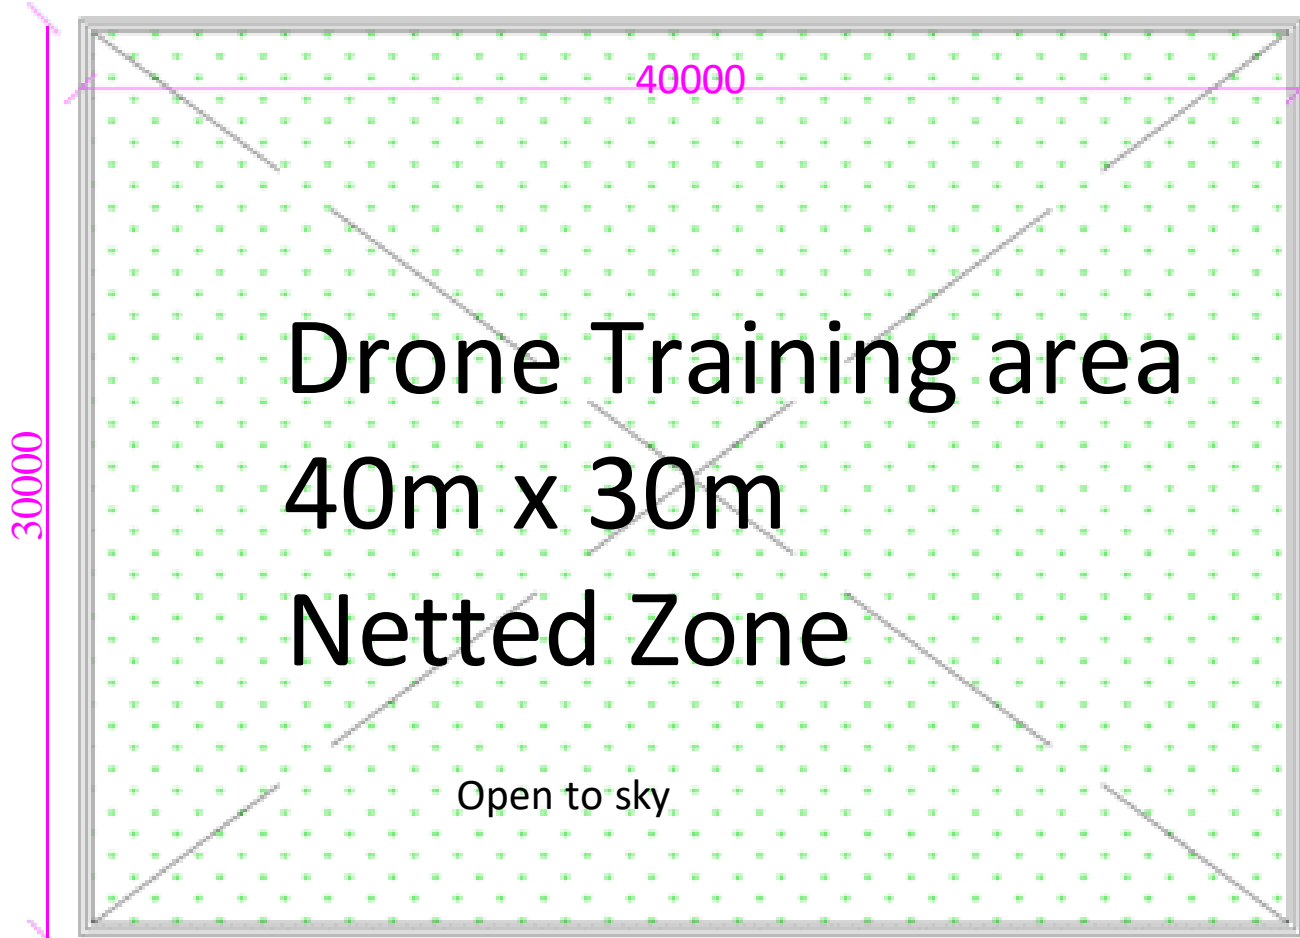 40000
30000
Drone Training area
40m x 30m
Netted Zone
Open to sky